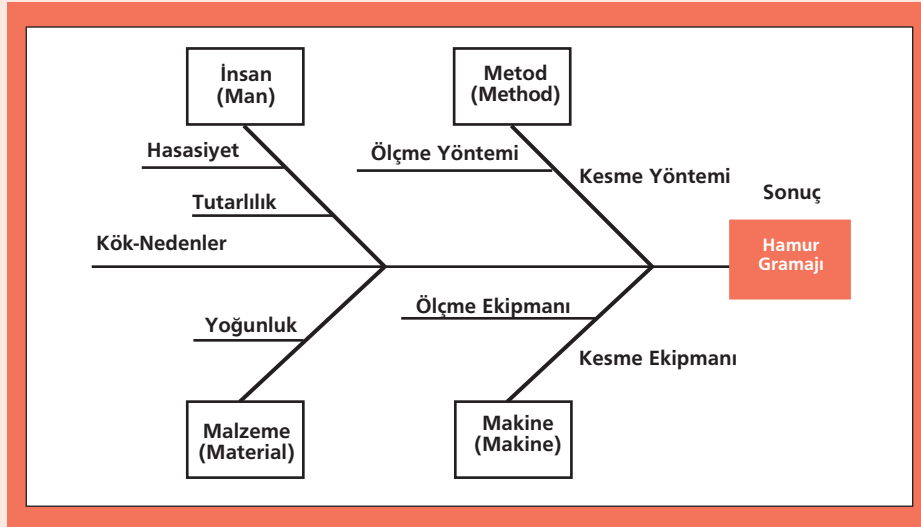 İnsan
(Man)
Metod
(Method)
Hasasiyet
Ölçme Yöntemi
Kesme Yöntemi
Tutarlılık
Sonuç
Kök-Nedenler
Hamur
Gramajı
Ölçme Ekipmanı
Yoğunluk
Kesme Ekipmanı
Malzeme
(Material)
Makine
(Makine)